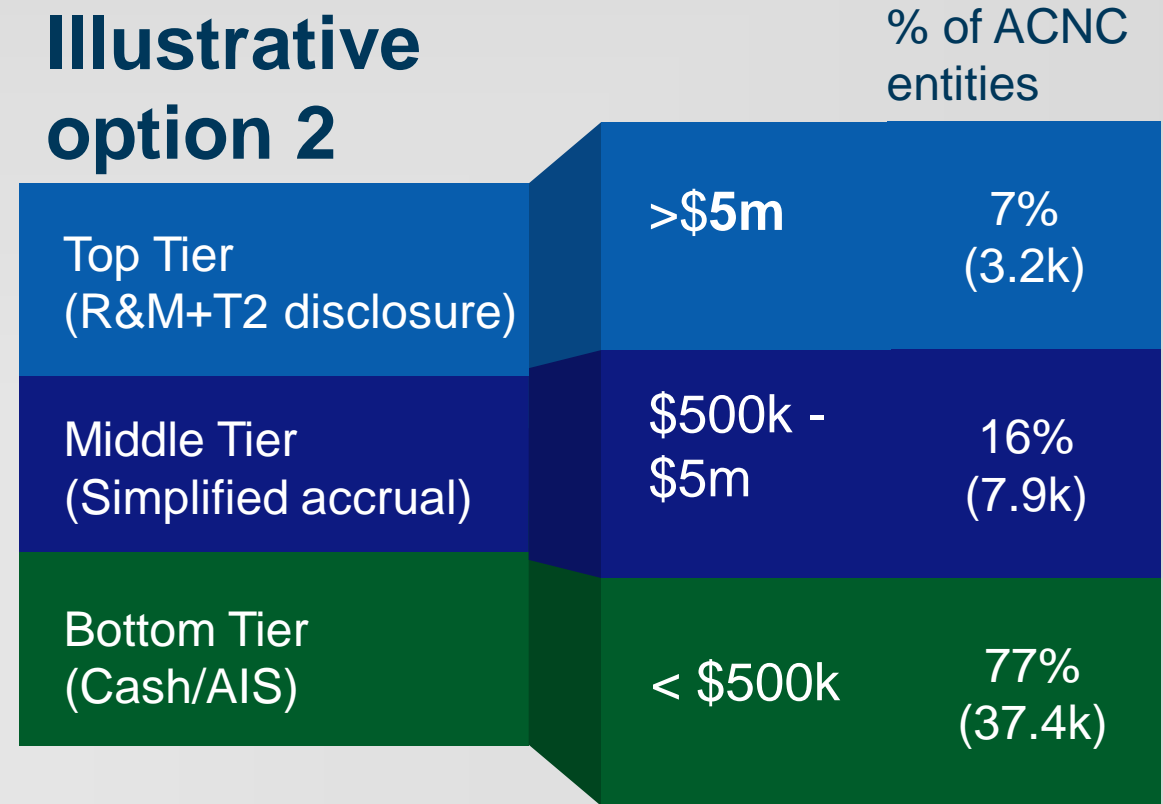 Illustrative
option 2
% of ACNC
entities
Top Tier
(R&M+T2 disclosure)
>$5m
7%
(3.2k)
Middle Tier
(Simplified accrual)
$500k -
$5m
16%
(7.9k)
Bottom Tier
(Cash/AIS)
< $500k
77%
(37.4k)